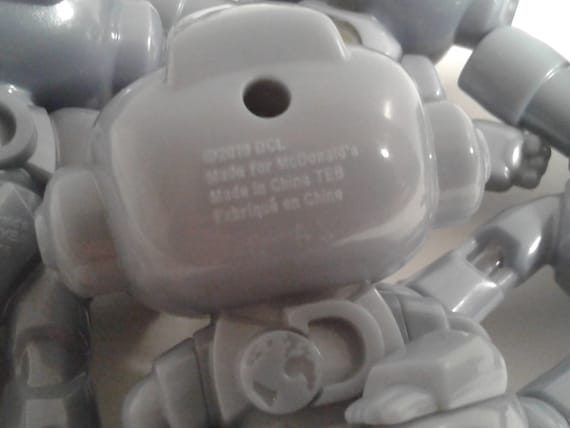 ©2019 DCL
Made for McDonald's
Made in China TEB
Fabriqué en Chine